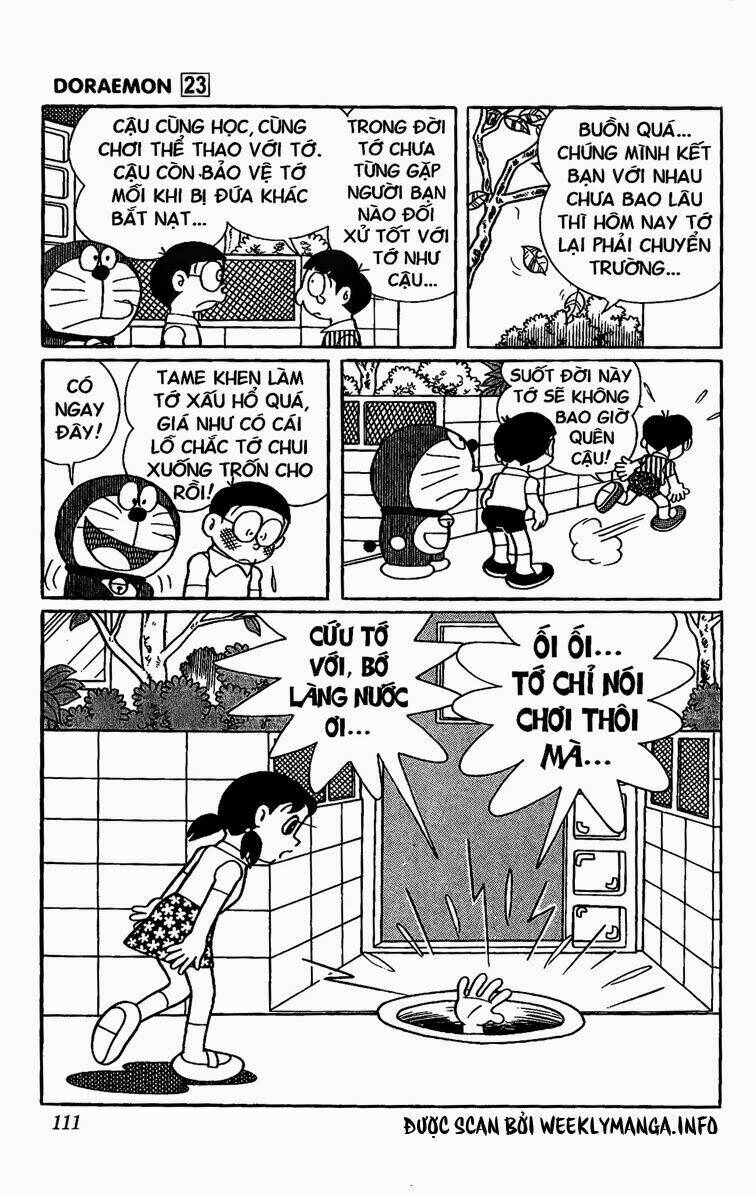 DORAEMON 23
BUỒN QUÁ...
CHÚNG MÌNH KẾT
BẠN VỚI NHAU
CHƯA BAO LÂU
THÌ HÔM NAY TỚ
LẠI PHẢI CHUYỂN
TRƯỜNG...
TRONG ĐỜI
TỚ CHƯA
TỪNG GẶP
NGƯỜI BẠN
NÀO ĐỐI
XỬ TỐT VỚI
TỚ NHƯ
CẬU...
CẬU CÙNG HỌC, CÙNG
CHƠI THỂ THAO VỚI TỚ.
CẬU CÒN BẢO VỆ TỚ
MỖI KHI BỊ ĐỨA KHÁC
BẮT NẠT...
SUỐT ĐỜI NÀY
TỚ SẼ KHÔNG
BAO GIỜ
QUÊN
CẬU!
TAME KHEN LÀM
TỚ XẤU HỔ QUÁ,
GIÁ NHƯ CÓ CÁI
LỖ CHẮC TỚ CHUI
XUỐNG TRỐN CHO
RỒI!
CÓ
NGAY
ĐÂY!
ỐI ỐI...
TỚ CHỈ NÓI
CHƠI THÔI
MÀ...
CỨU TỚ
VỚI, BỚ
LÀNG NƯỚC
ƠI...
111
ĐƯỢC SCAN BỞI WEEKLYMANGA.INFO